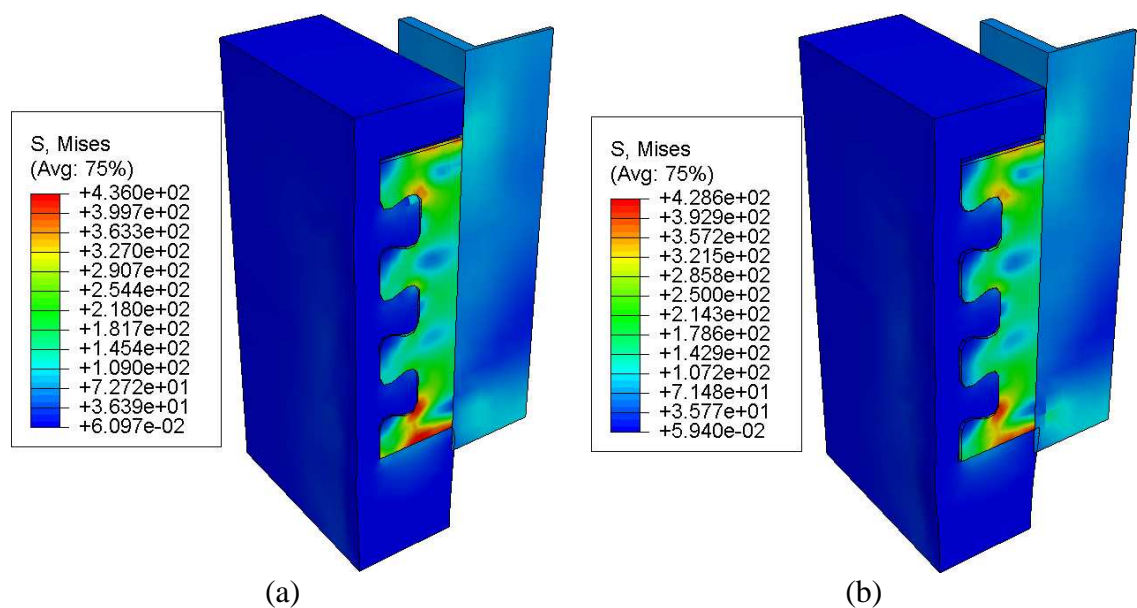 S, Mises
(Avg: 75%)
+4.360e+02
+3.997e+02
+3.633e+02
+3.270e+02
+2.907e+02
+2.544e+02
+2.180e+02
+1.817e+02
+1.454e+02
+1.090e+02
+7.272e+01
+3.639e+01
+6.097e-02
S, Mises
(Avg: 75%)
+4.286e+02
+3.929e+02
+3.572e+02
+3.215e+02
+2.858e+02
+2.500e+02
+2.143e+02
+1.786e+02
+1.429e+02
+1.072e+02
+7.148e+01
+3.577e+01
+5.940e-02
(a)
(b)